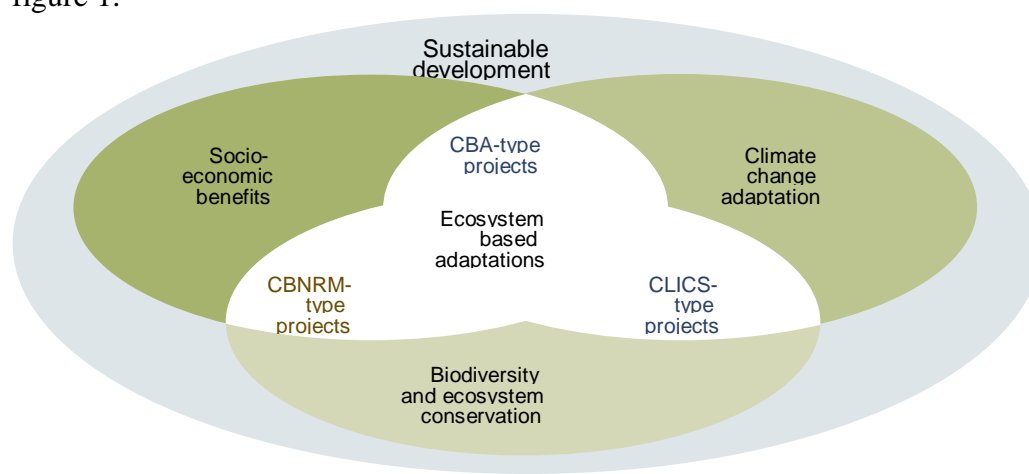 figure 1.
Sustainable
development
CBA-type
projects
Socio-
economic
benefits
Climate
change
adaptation
Ecosystem
based
adaptations
CBNRM-
type
projects
CLICS-
type
projects
Biodiversity
and ecosystem
conservation